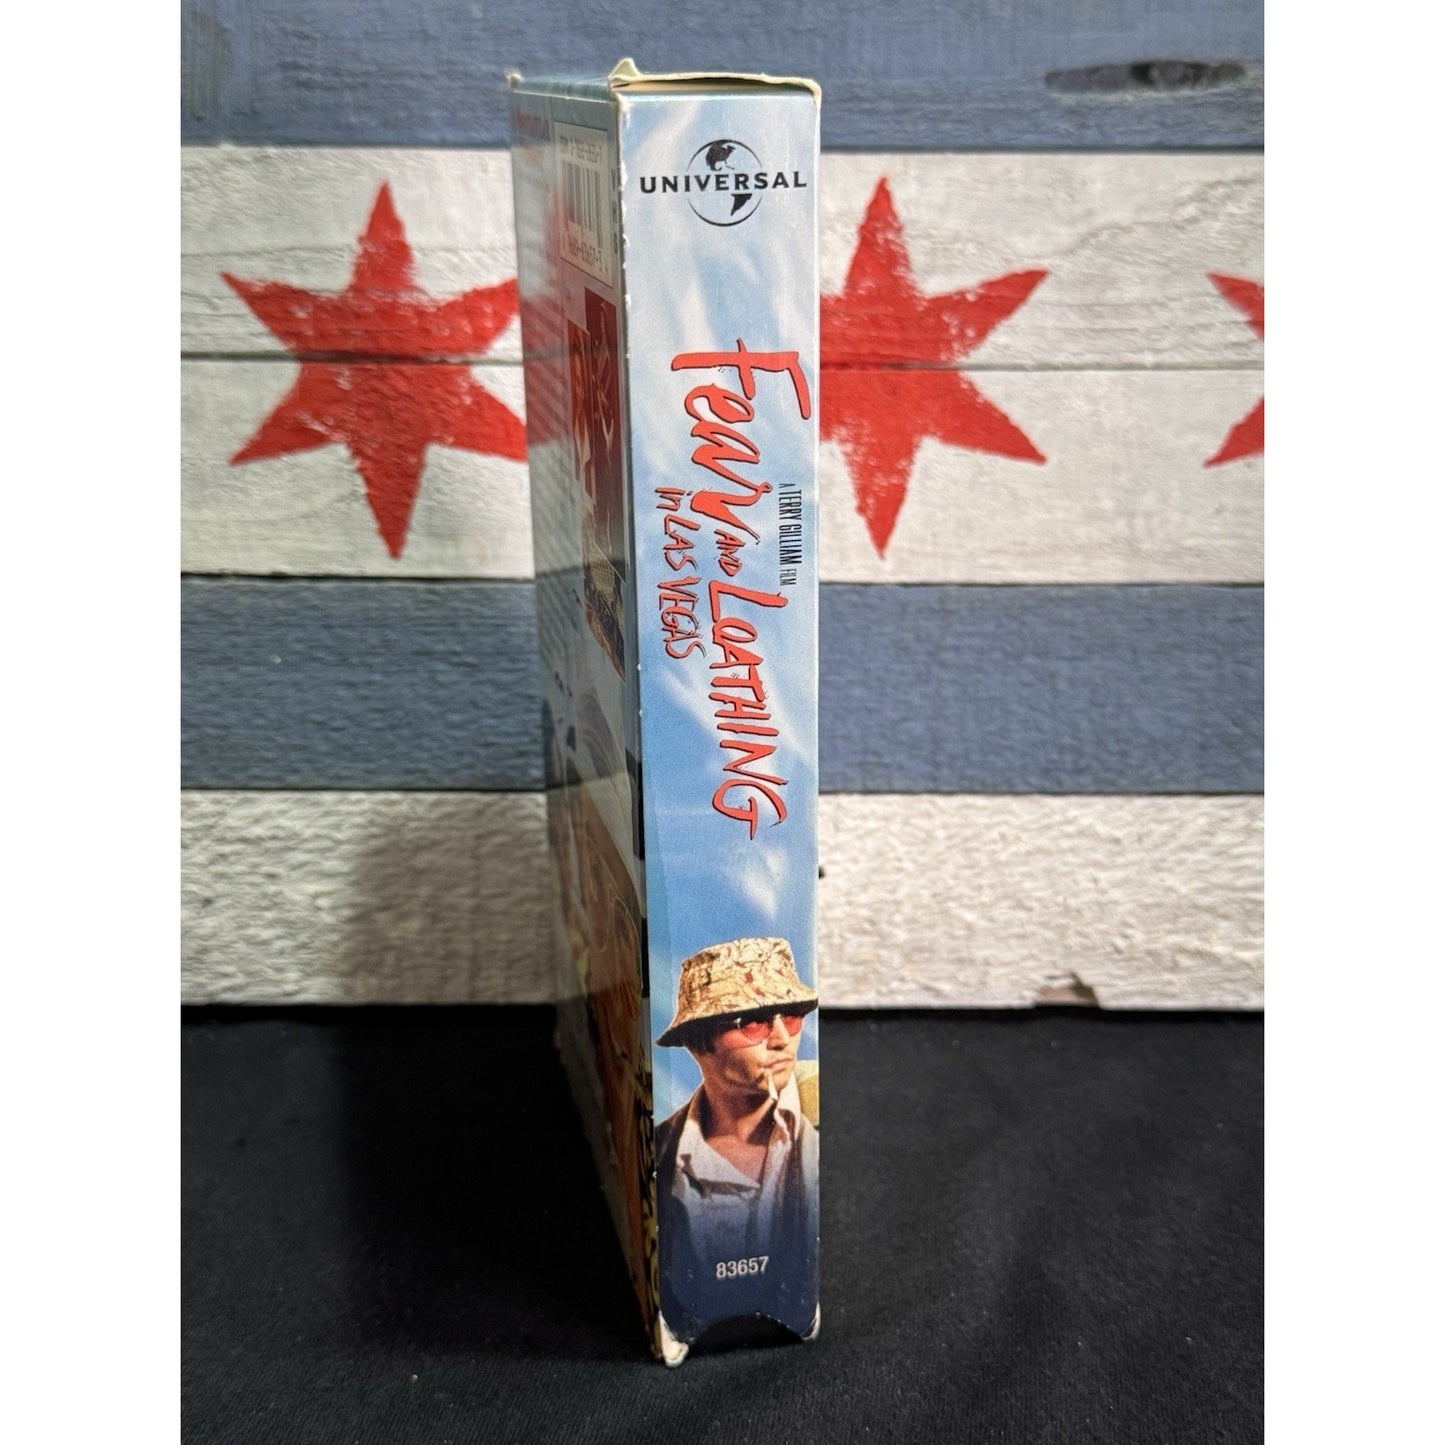 UNIVERSAL
A TERRY GILLIAM FILM
Fear AND LOATHING
in LAS VEGAS
83657
V
H
S